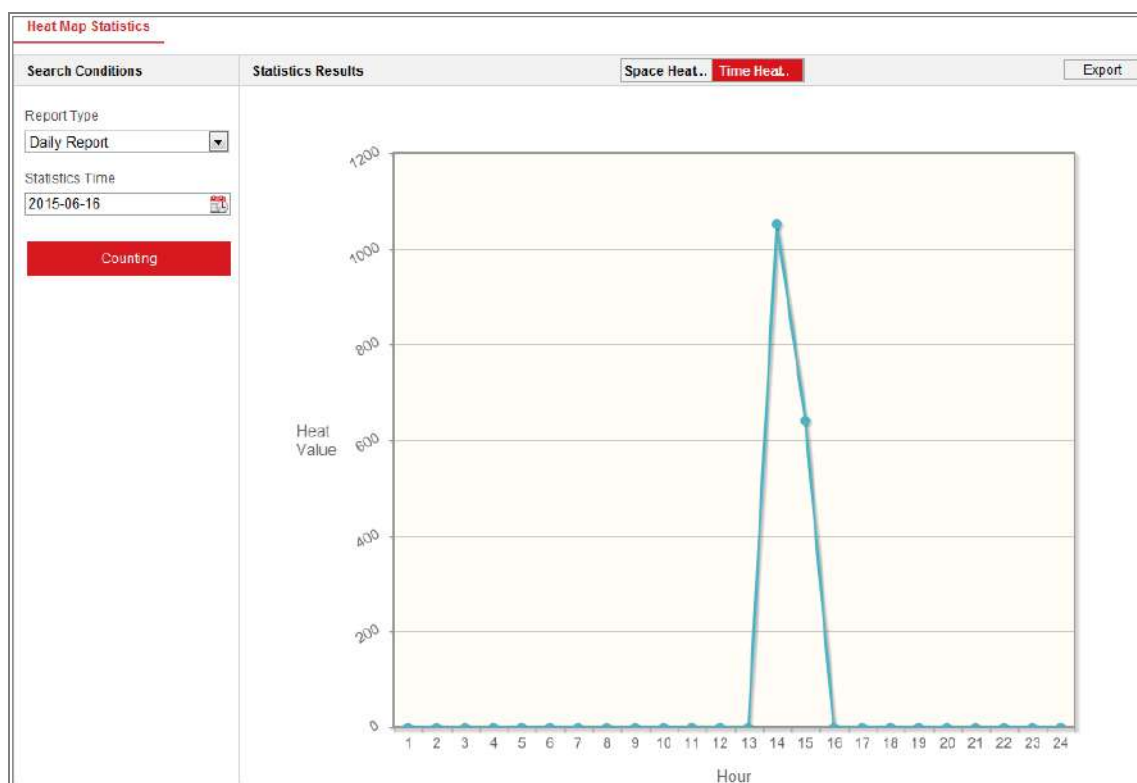 Heat Map Statistics
Search Conditions
Statistics Results
Space Heat...
Time Heat..
Export
Report Type
Daily Report
Statistics Time
2015-06-16
Counting
1200
1000
800
Heat
Value
600
400
200
0
1 2 3 4 5 6 7 8 9 10 11 12 13 14 15 16 17 18 19 20 21 22 23 24
Hour